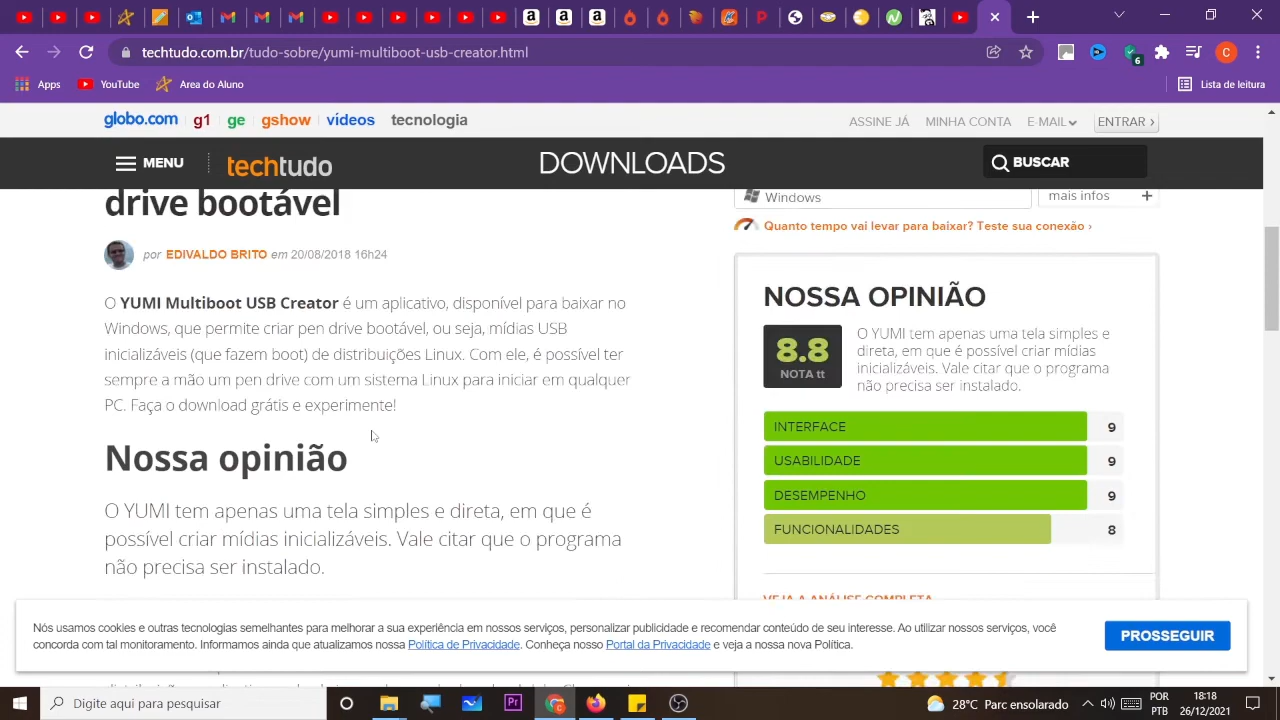 techtudo.com.br/tudo-sobre/yumi-multiboot-usb-creator.html
6
C
Apps
YouTube
Area do Aluno
Lista de leitura
globo.com g1 ge gshow vídeos tecnologia
ASSINE JÁ MINHA CONTA E-MAIL ENTRAR ›
MENU
techtudo
DOWNLOADS
BUSCAR
drive bootável
por EDIVALDO BRITO em 20/08/2018 16h24
O YUMI Multiboot USB Creator é um aplicativo, disponível para baixar no
Windows, que permite criar pen drive bootável, ou seja, mídias USB
inicializáveis (que fazem boot) de distribuições Linux. Com ele, é possível ter
sempre a mão um pen drive com um sistema Linux para iniciar em qualquer
PC. Faça o download grátis e experimente!
Nossa opinião
O YUMI tem apenas uma tela simples e direta, em que é
possível criar mídias inicializáveis. Vale citar que o programa
não precisa ser instalado.
Windows
mais infos +
Quanto tempo vai levar para baixar? Teste sua conexão ›
NOSSA OPINIÃO
8.8
NOTA tt
O YUMI tem apenas uma tela simples e
direta, em que é possível criar mídias
inicializáveis. Vale citar que o programa
não precisa ser instalado.
INTERFACE 9
USABILIDADE 9
DESEMPENHO 9
FUNCIONALIDADES 8
VEJA A ANÁLISE COMPLETA
Nós usamos cookies e outras tecnologias semelhantes para melhorar a sua experiência em nossos serviços, personalizar publicidade e recomendar conteúdo de seu interesse. Ao utilizar nossos serviços, você
concorda com tal monitoramento. Informamos ainda que atualizamos nossa Política de Privacidade. Conheça nosso Portal da Privacidade e veja a nossa nova Política.
PROSSEGUIR
Digite aqui para pesquisar
Pr
28°C Parc ensolarado
POR
PTB
18:18
26/12/2021